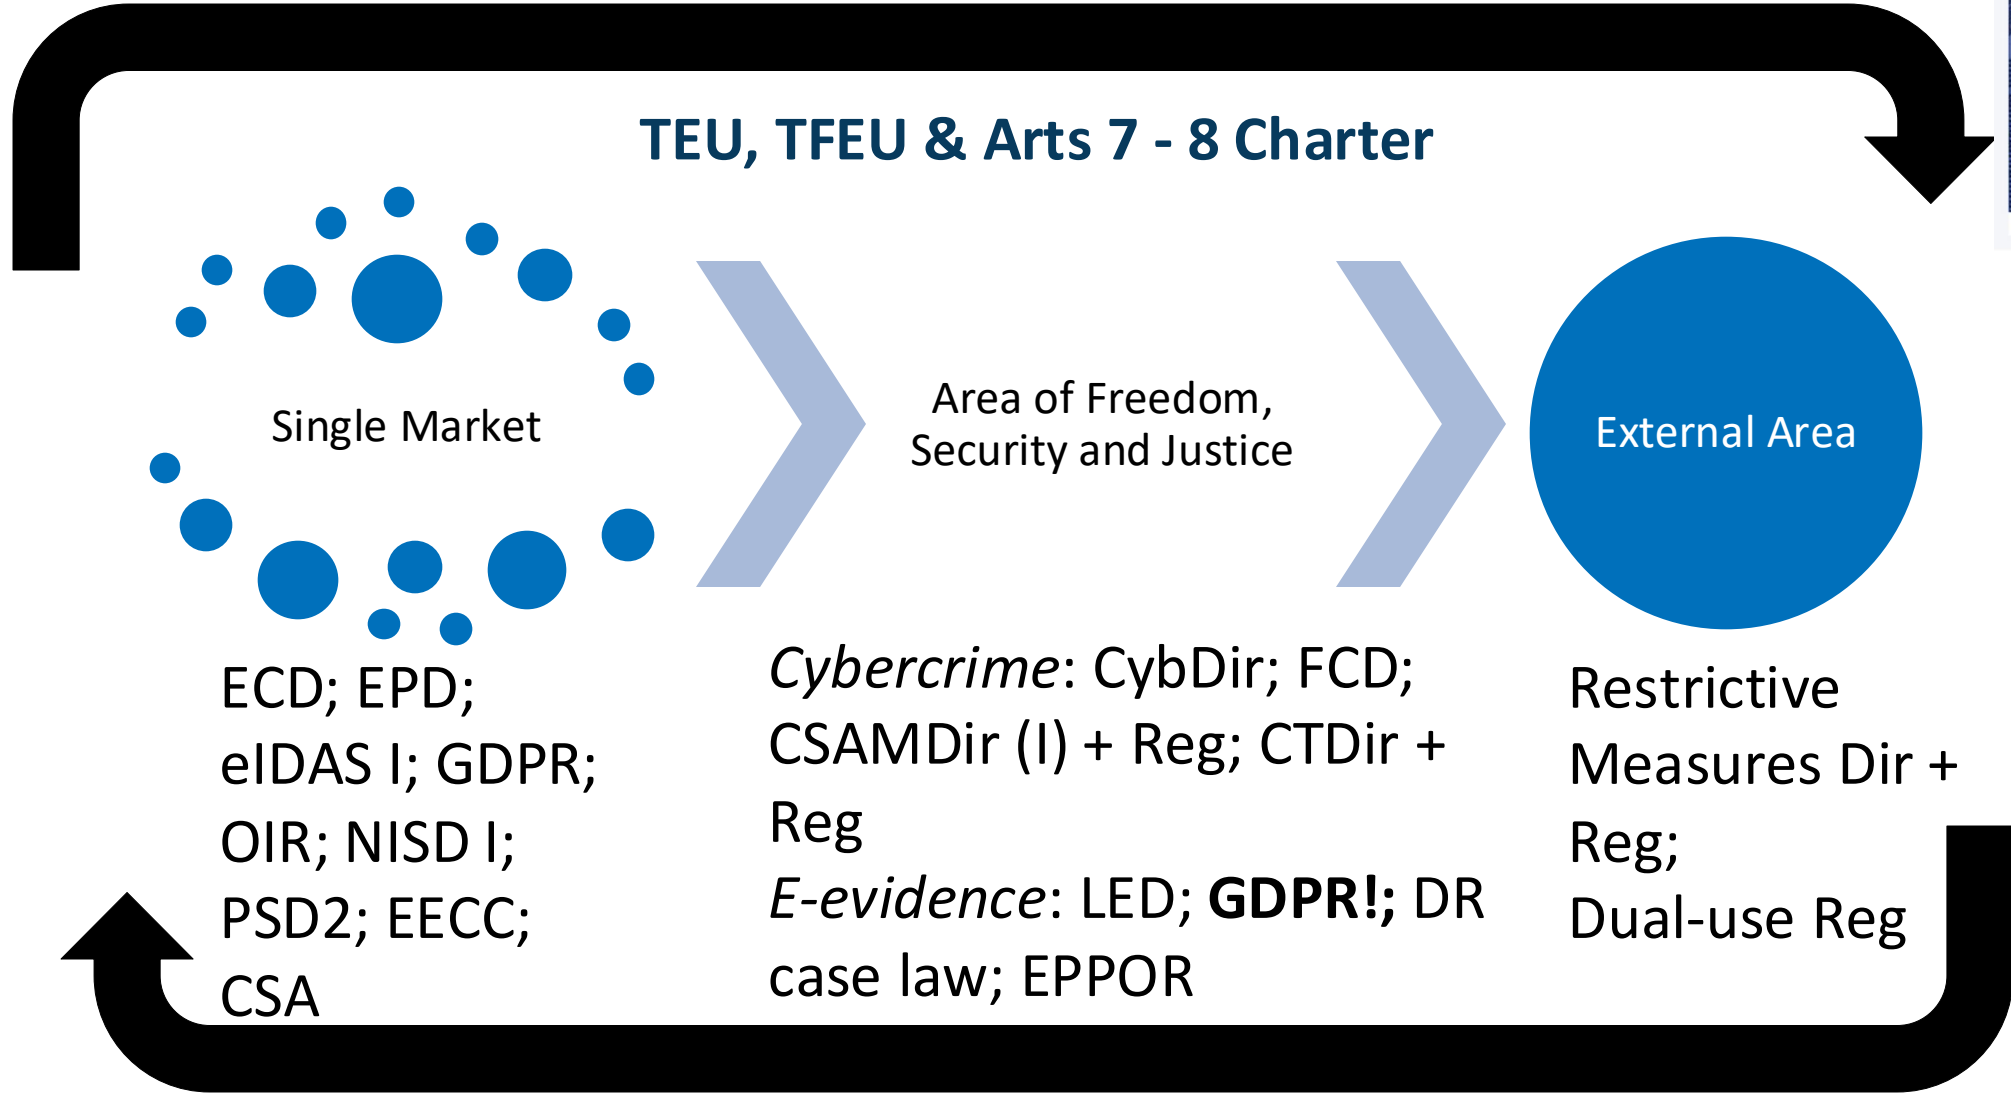 TEU, TFEU & Arts 7 - 8 Charter
Single Market
Area of Freedom,
Security and Justice
External Area
ECD; EPD;
eIDAS I; GDPR;
OIR; NISD I;
PSD2; EECC;
CSA
Cybercrime: CybDir; FCD;
CSAMDir (I) + Reg; CTDir +
Reg
E-evidence: LED; GDPR!; DR
case law; EPPOR
Restrictive
Measures Dir +
Reg;
Dual-use Reg